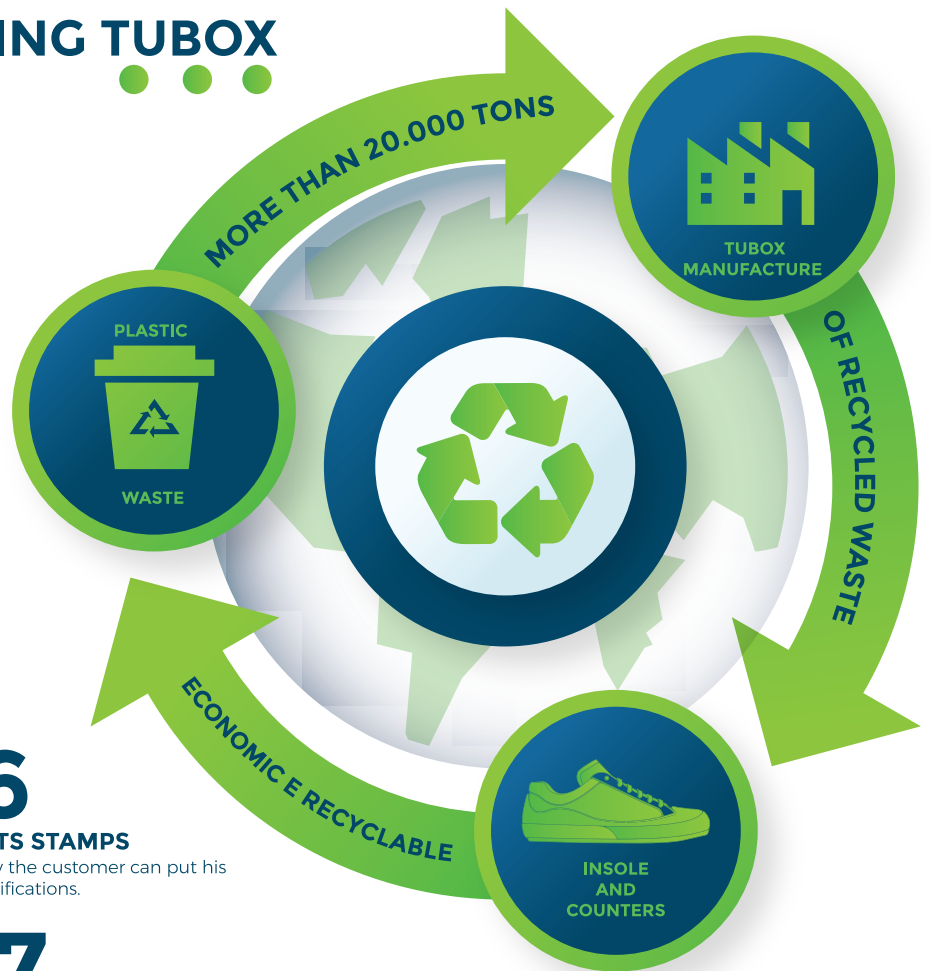 ING TUBOX
MORE THAN 20.000 TONS
TUBOX
MANUFACTURE
OF RECYCLED WASTE
PLASTIC
WASTE
ECONOMIC E RECYCLABLE
INSOLE
AND
COUNTERS
6
TS STAMPS
the customer can put his
ifications.
7